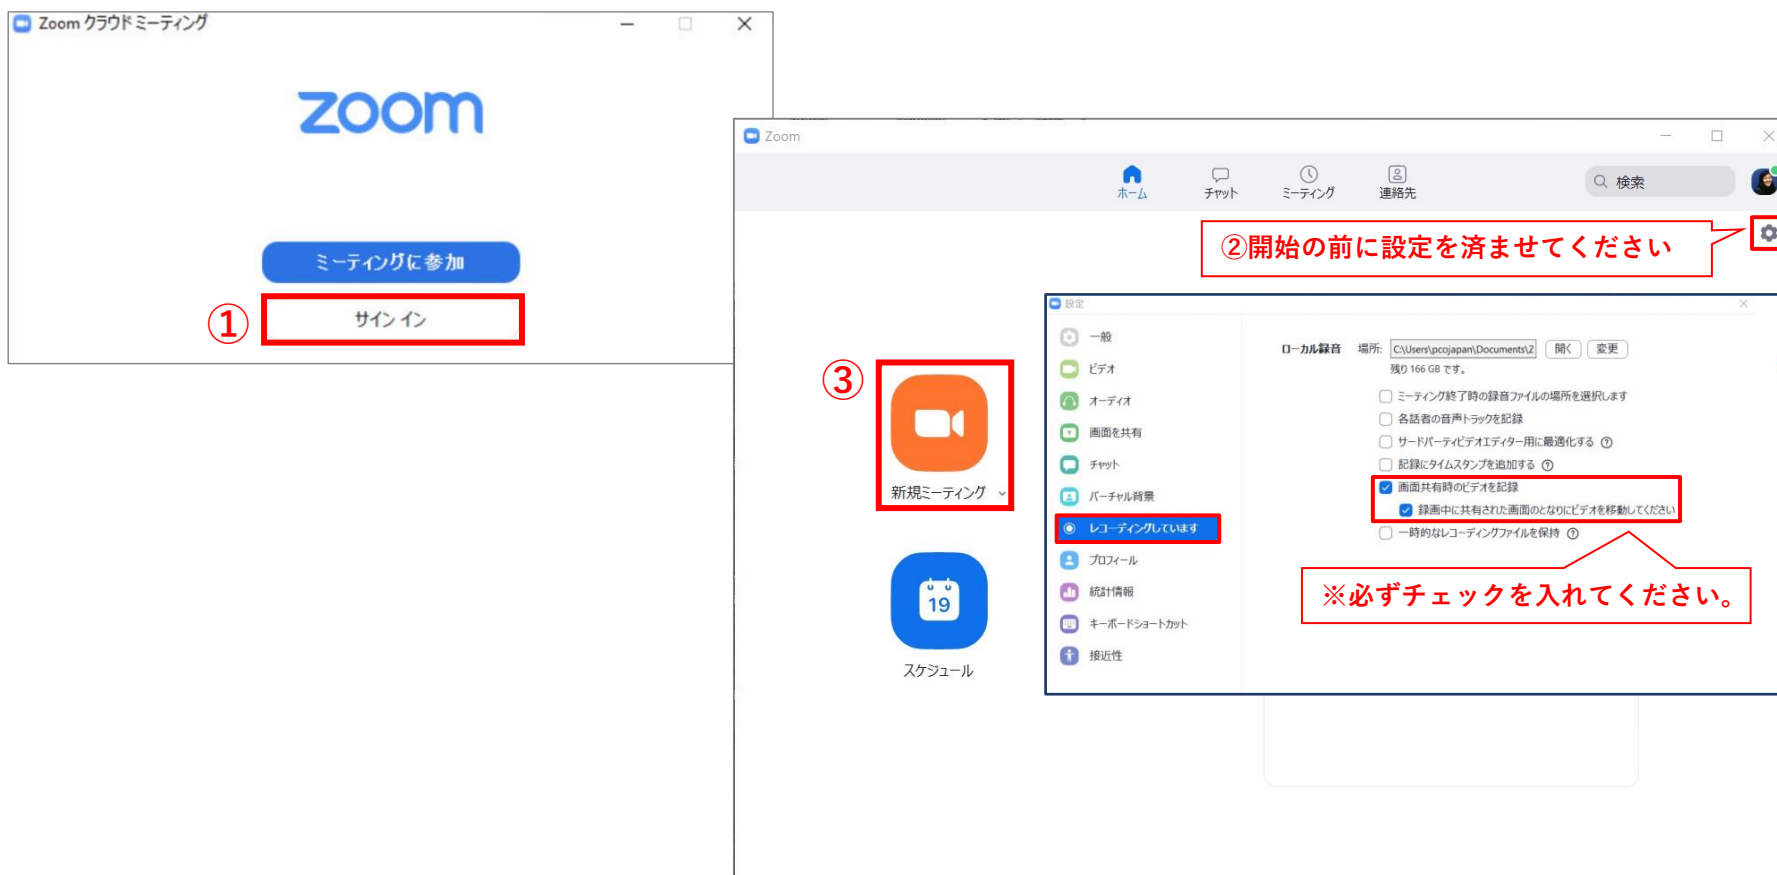 Zoom クラウドミーティング
zoom
ミーティングに参加
①
サイン イン
Zoom
ホーム
チャット
ミーティング
連絡先
検索
②開始の前に設定を済ませてください
③
新規ミーティング
19
スケジュール
設定
一般
ビデオ
オーディオ
画面を共有
チャット
バーチャル背景
レコーディングしています
プロフィール
統計情報
キーボードショートカット
接近性
ローカル録音 場所: C:\Users\pcojapan\Documents\2 開く 変更
残り 166 GB です。
ミーティング終了時の録音ファイルの場所を選択します
各話者の音声トラックを記録
サードパーティビデオエディター用に最適化する ?
記録にタイムスタンプを追加する ?
画面共有時のビデオを記録
録画中に共有された画面のとなりにビデオを移動してください
一時的なレコーディングファイルを保持 ?
※必ずチェックを入れてください。